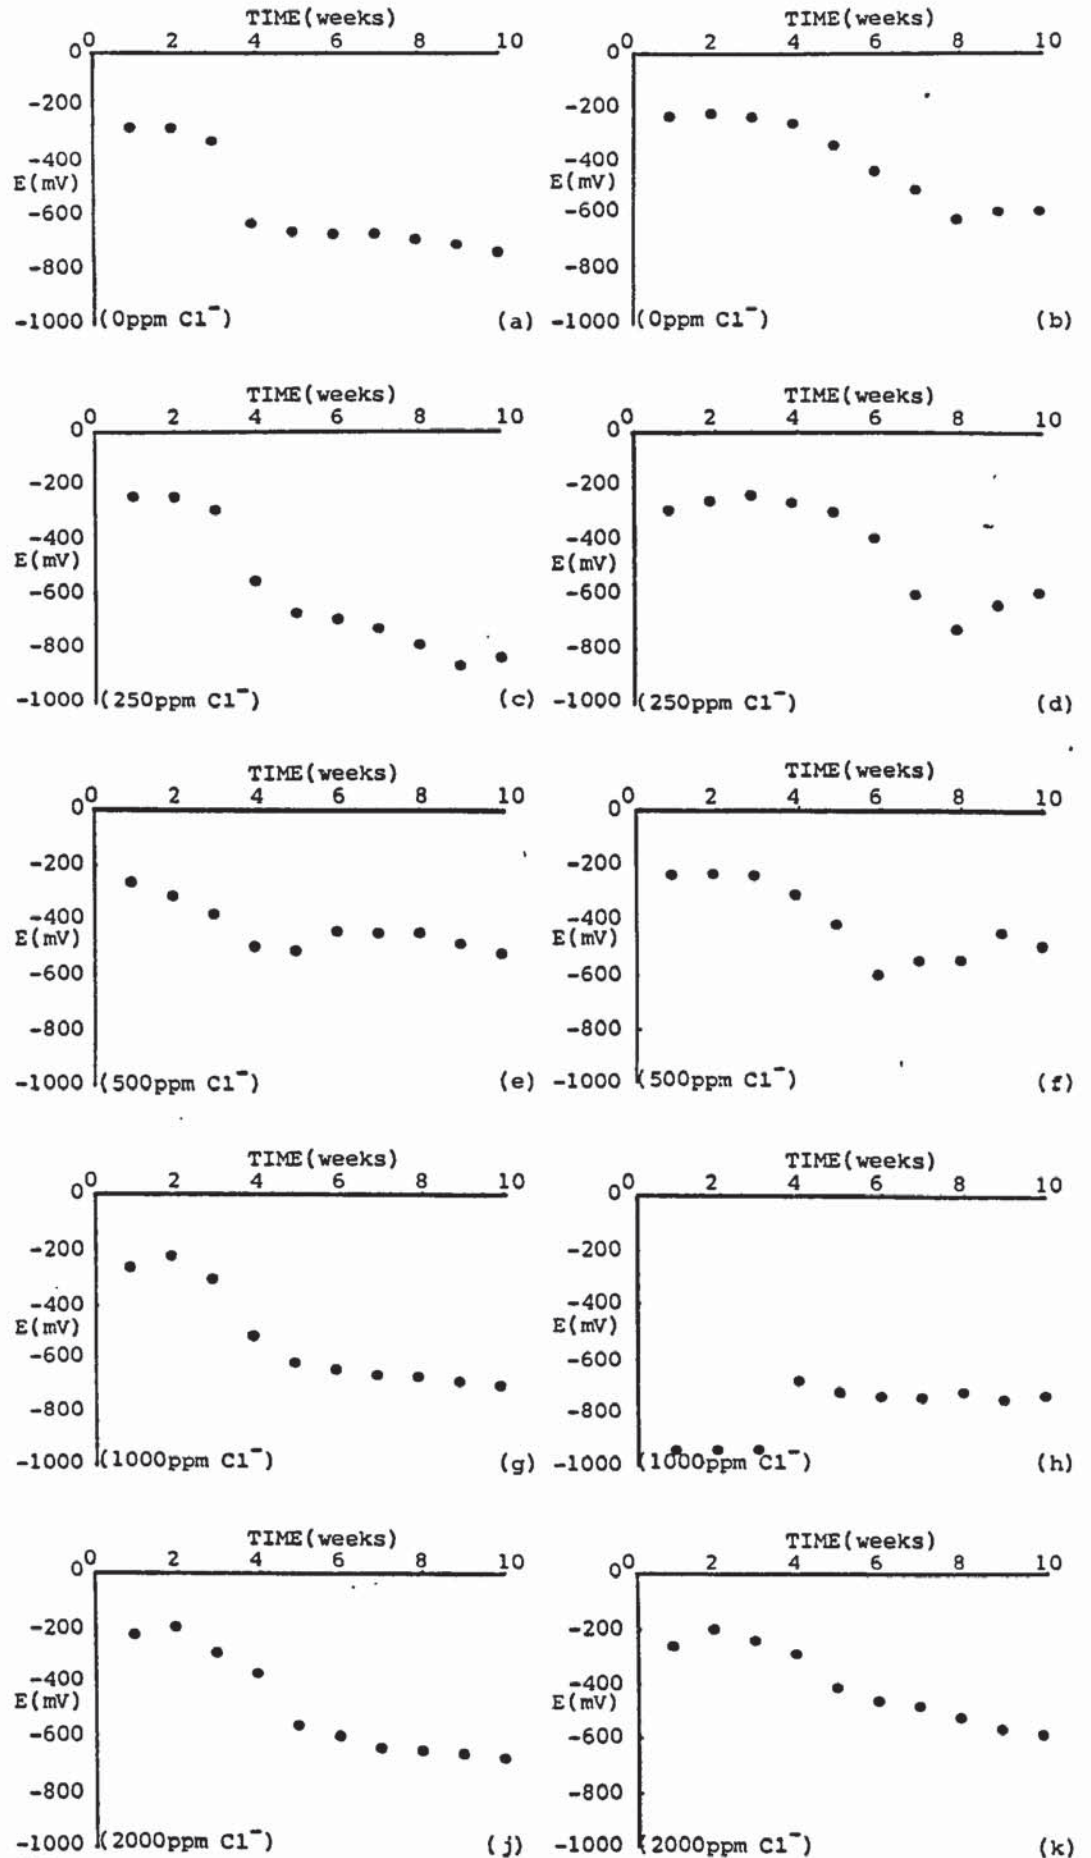 TIME(weeks) TIME(weeks)
0 2 4 6 8 10 0 2 4 6 8 10
0 0
-200 -200
-400 -400
E(mV) E(mV)
-600 -600
-800 -800
-1000 (0ppm Cl⁻) (a) -1000 (0ppm Cl⁻) (b)
TIME(weeks) TIME(weeks)
0 2 4 6 8 10 0 2 4 6 8 10
0 0
-200 -200
-400 -400
E(mV) E(mV)
-600 -600
-800 -800
-1000 (250ppm Cl⁻) (c) -1000 (250ppm Cl⁻) (d)
TIME(weeks) TIME(weeks)
0 2 4 6 8 10 0 2 4 6 8 10
0 0
-200 -200
-400 -400
E(mV) E(mV)
-600 -600
-800 -800
-1000 (500ppm Cl⁻) (e) -1000 (500ppm Cl⁻) (f)
TIME(weeks) TIME(weeks)
0 2 4 6 8 10 0 2 4 6 8 10
0 0
-200 -200
-400 -400
E(mV) E(mV)
-600 -600
-800 -800
-1000 (1000ppm Cl⁻) (g) -1000 (1000ppm Cl⁻) (h)
TIME(weeks) TIME(weeks)
0 2 4 6 8 10 0 2 4 6 8 10
0 0
-200 -200
-400 -400
E(mV) E(mV)
-600 -600
-800 -800
-1000 (2000ppm Cl⁻) (j) -1000 (2000ppm Cl⁻) (k)